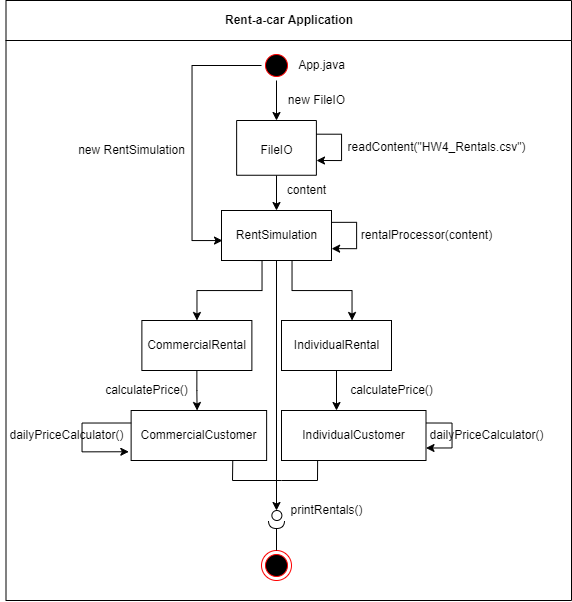 Rent-a-car Application
App.java
new FileIO
new RentSimulation
FileIO
readContent("HW4_Rentals.csv")
content
RentSimulation
rentalProcessor(content)
CommercialRental
IndividualRental
calculatePrice()
calculatePrice()
dailyPriceCalculator()
CommercialCustomer
IndividualCustomer
dailyPriceCalculator()
printRentals()